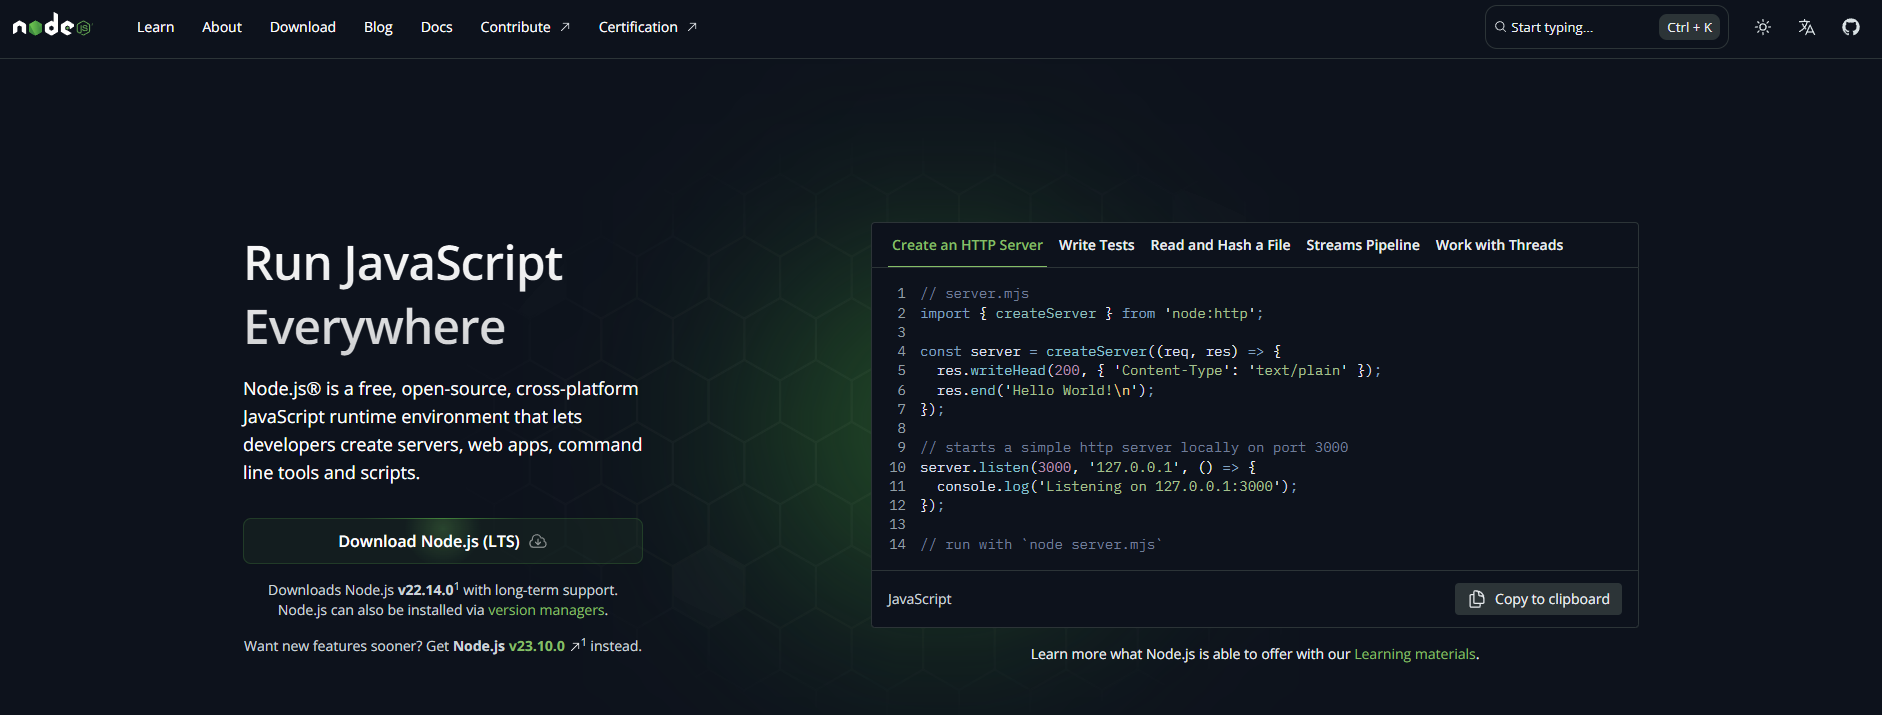 node JS
Learn About Download Blog Docs Contribute ↗ Certification ↗
Start typing... Ctrl + K
Run JavaScript
Everywhere
Node.js® is a free, open-source, cross-platform
JavaScript runtime environment that lets
developers create servers, web apps, command
line tools and scripts.
Download Node.js (LTS)
Downloads Node.js v22.14.0¹ with long-term support.
Node.js can also be installed via version managers.
Want new features sooner? Get Node.js v23.10.0 ↗¹ instead.
Create an HTTP Server Write Tests Read and Hash a File Streams Pipeline Work with Threads
1 // server.mjs
2 import { createServer } from 'node:http';
3
4 const server = createServer((req, res) => {
5   res.writeHead(200, { 'Content-Type': 'text/plain' });
6   res.end('Hello World!\n');
7 });
8
9 // starts a simple http server locally on port 3000
10 server.listen(3000, '127.0.0.1', () => {
11   console.log('Listening on 127.0.0.1:3000');
12 });
13
14 // run with `node server.mjs`
JavaScript
Copy to clipboard
Learn more what Node.js is able to offer with our Learning materials.